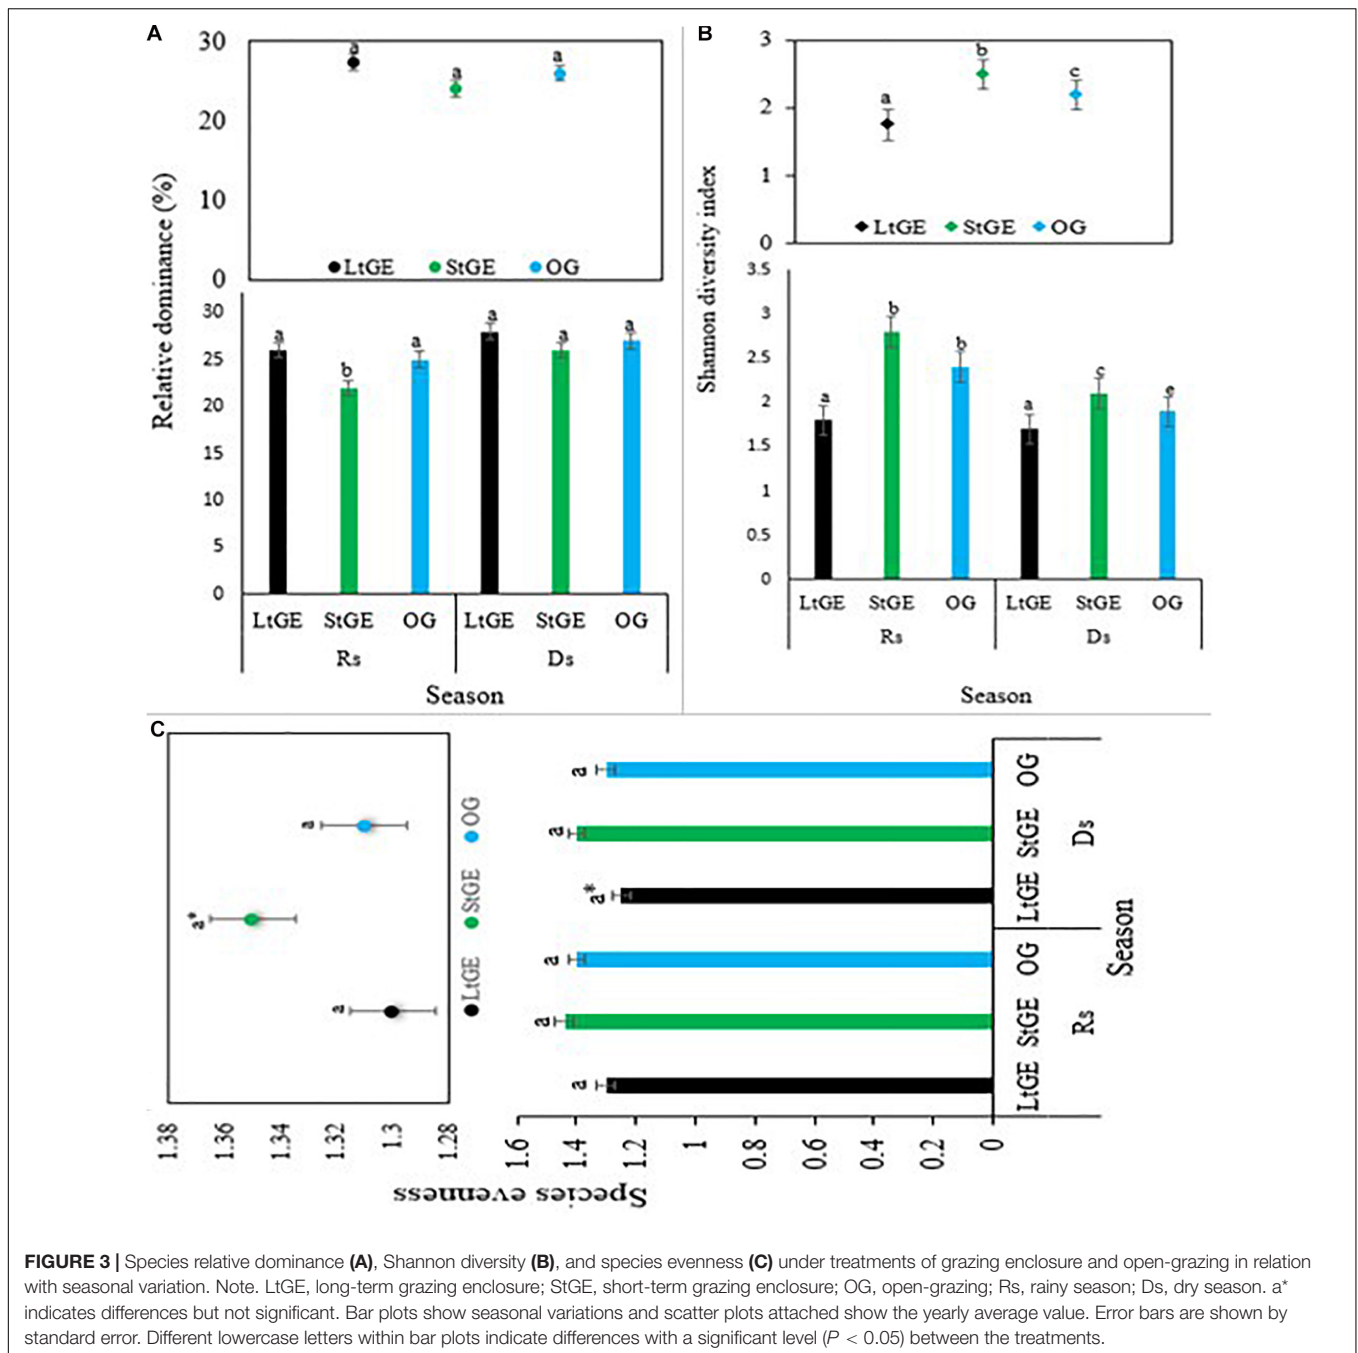 A
Relative dominance (%)
30
20
10
0
a
a
a
LtGE StGE OG
30
25
20
15
10
5
0
a
b
a
a
a
a
LtGE StGE OG LtGE StGE OG
Rs Ds
Season
B
Shannon diversity index
3
2
1
0
a
b
c
LtGE StGE OG
3.5
3
2.5
2
1.5
1
0.5
0
a
b
b
a
c
e
LtGE StGE OG LtGE StGE OG
Rs Ds
Season
C
Species evenness
1.38
1.36
1.34
1.32
1.3
1.28
a
a*
a
LtGE StGE OG
1.6
1.4
1.2
1
0.8
0.6
0.4
0.2
0
a
a
a
a*
a
a
LtGE StGE OG LtGE StGE OG
Rs Ds
Season
FIGURE 3 | Species relative dominance (A), Shannon diversity (B), and species evenness (C) under treatments of grazing enclosure and open-grazing in relation
with seasonal variation. Note. LtGE, long-term grazing enclosure; StGE, short-term grazing enclosure; OG, open-grazing; Rs, rainy season; Ds, dry season. a*
indicates differences but not significant. Bar plots show seasonal variations and scatter plots attached show the yearly average value. Error bars are shown by
standard error. Different lowercase letters within bar plots indicate differences with a significant level (P < 0.05) between the treatments.